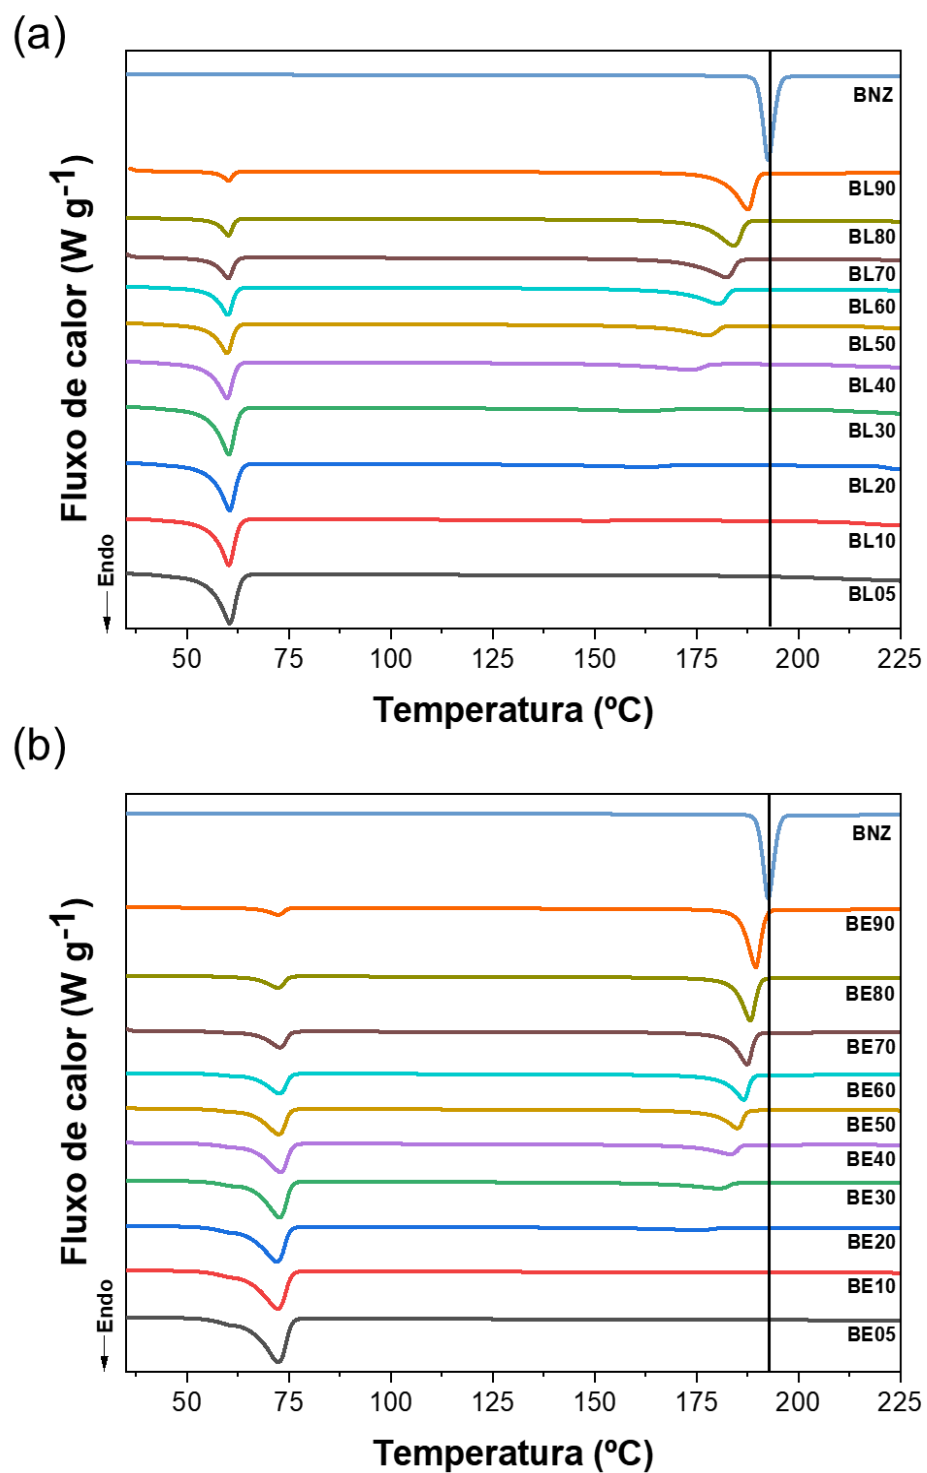 (a)
Fluxo de calor (W g⁻¹)
Endo
BNZ
BL90
BL80
BL70
BL60
BL50
BL40
BL30
BL20
BL10
BL05
50 75 100 125 150 175 200 225
Temperatura (ºC)
(b)
Fluxo de calor (W g⁻¹)
Endo
BNZ
BE90
BE80
BE70
BE60
BE50
BE40
BE30
BE20
BE10
BE05
50 75 100 125 150 175 200 225
Temperatura (ºC)